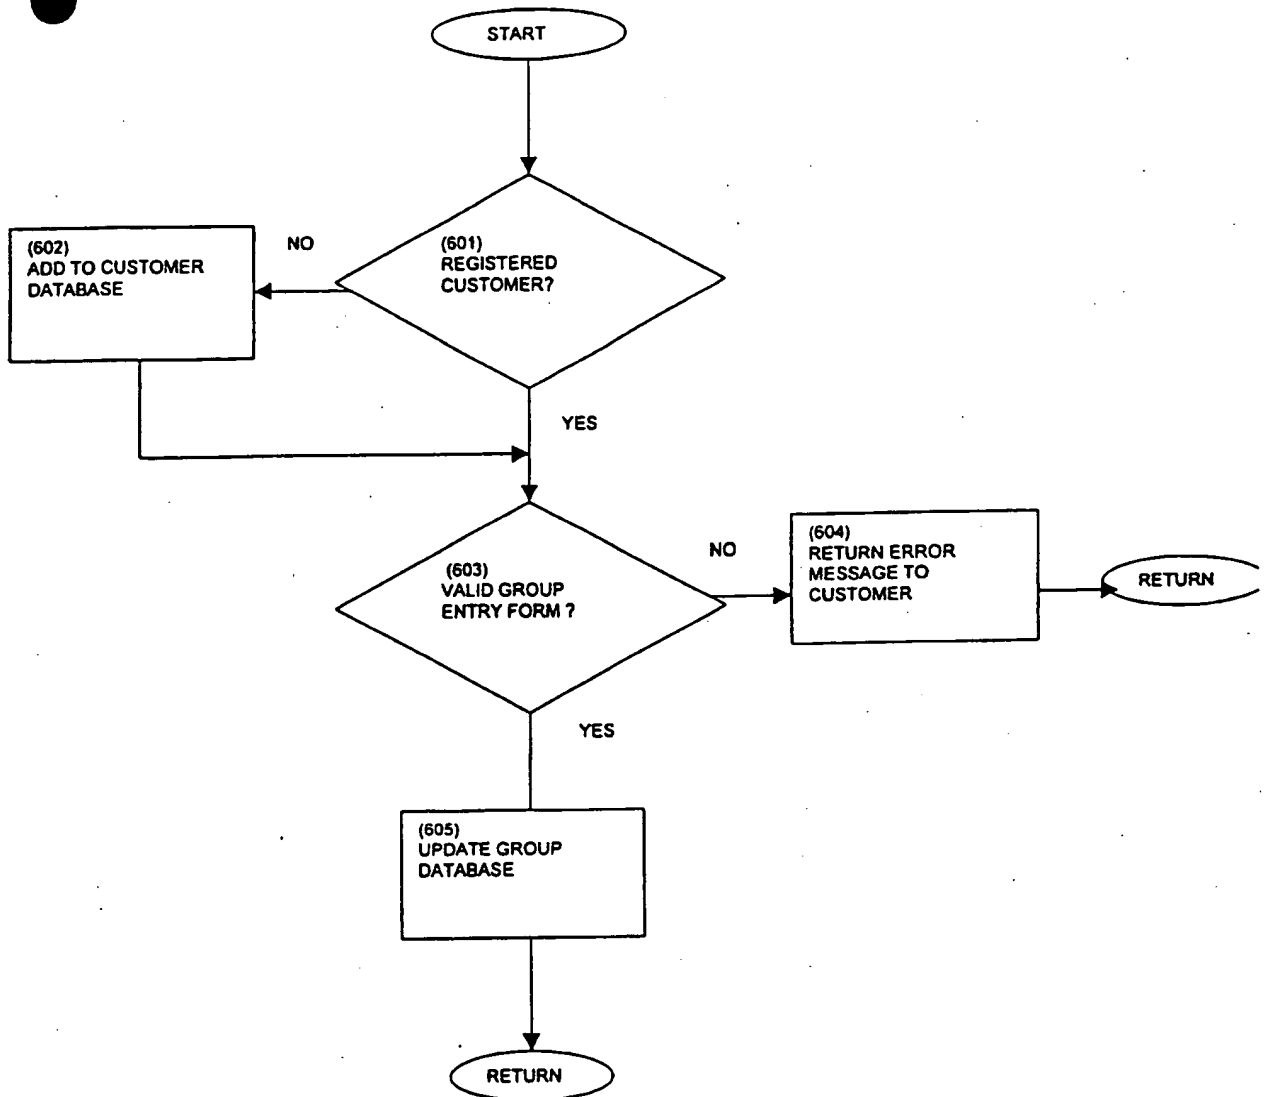 START
NO
(601)
REGISTERED
CUSTOMER?
(602)
ADD TO CUSTOMER
DATABASE
YES
(603)
VALID GROUP
ENTRY FORM ?
NO
(604)
RETURN ERROR
MESSAGE TO
CUSTOMER
RETURN
YES
(605)
UPDATE GROUP
DATABASE
RETURN